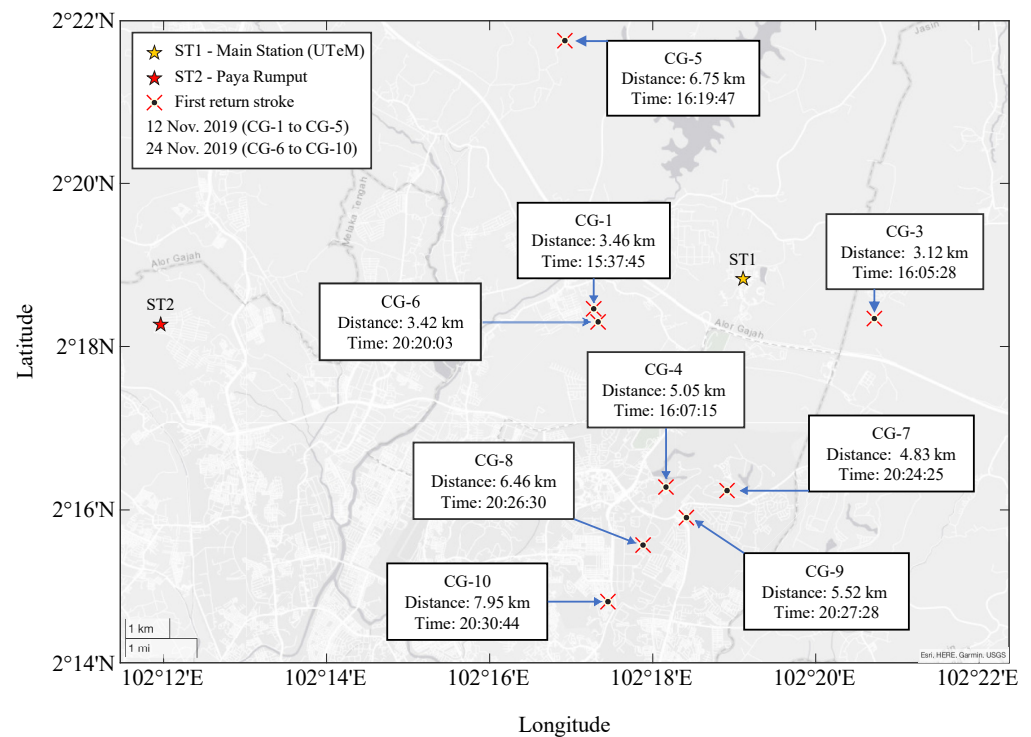 2°22'N
2°20'N
2°18'N
2°16'N
2°14'N
Latitude
ST1 - Main Station (UTeM)
ST2 - Paya Rumput
First return stroke
12 Nov. 2019 (CG-1 to CG-5)
24 Nov. 2019 (CG-6 to CG-10)
CG-5
Distance: 6.75 km
Time: 16:19:47
Jasin
Melaka Tengah
Alor Gajah
CG-1
Distance: 3.46 km
Time: 15:37:45
ST1
CG-3
Distance: 3.12 km
Time: 16:05:28
ST2
CG-6
Distance: 3.42 km
Time: 20:20:03
Alor Gajah
CG-4
Distance: 5.05 km
Time: 16:07:15
CG-7
Distance: 4.83 km
Time: 20:24:25
CG-8
Distance: 6.46 km
Time: 20:26:30
CG-9
Distance: 5.52 km
Time: 20:27:28
CG-10
Distance: 7.95 km
Time: 20:30:44
1 km
1 mi
Esri, HERE, Garmin, USGS
102°12'E
102°14'E
102°16'E
102°18'E
102°20'E
102°22'E
Longitude